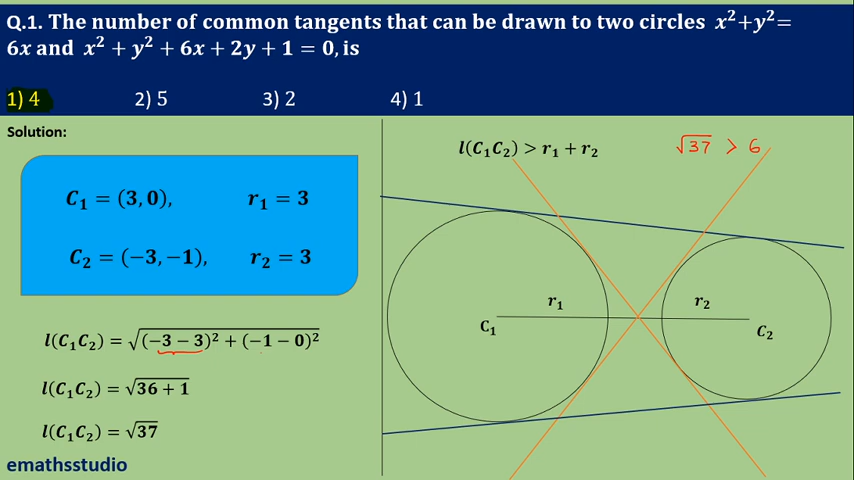 Q.1. The number of common tangents that can be drawn to two circles x²+y²=
6x and x² + y² + 6x + 2y + 1 = 0, is
1) 4 2) 5 3) 2 4) 1
Solution:
C₁ = (3, 0), r₁ = 3
C₂ = (−3, −1), r₂ = 3
l(C₁C₂) = √((−3 − 3)² + (−1 − 0)²)
l(C₁C₂) = √(36 + 1)
l(C₁C₂) = √37
emathsstudio
l(C₁C₂) > r₁ + r₂ √37 > 6
r₁ r₂
C₁ C₂